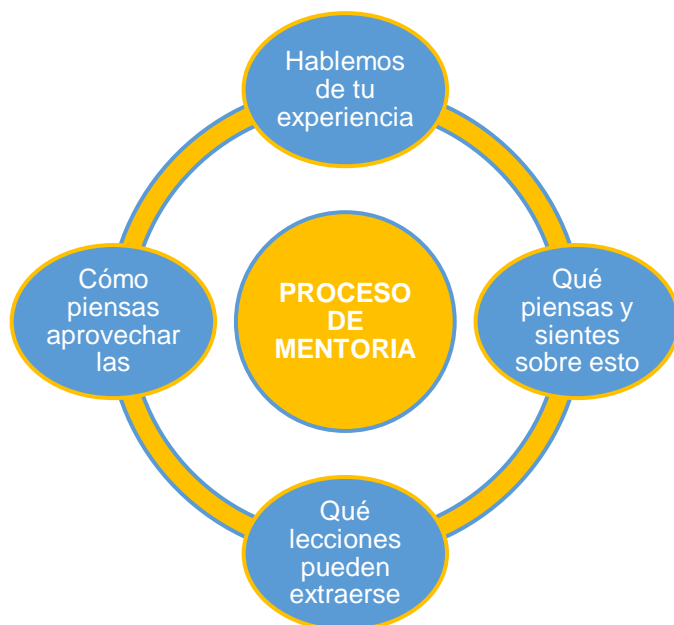 Hablemos
de tu
experiencia
Qué
piensas y
sientes
sobre esto
Qué
lecciones
pueden
extraerse
Cómo
piensas
aprovechar
las
PROCESO
DE
MENTORIA